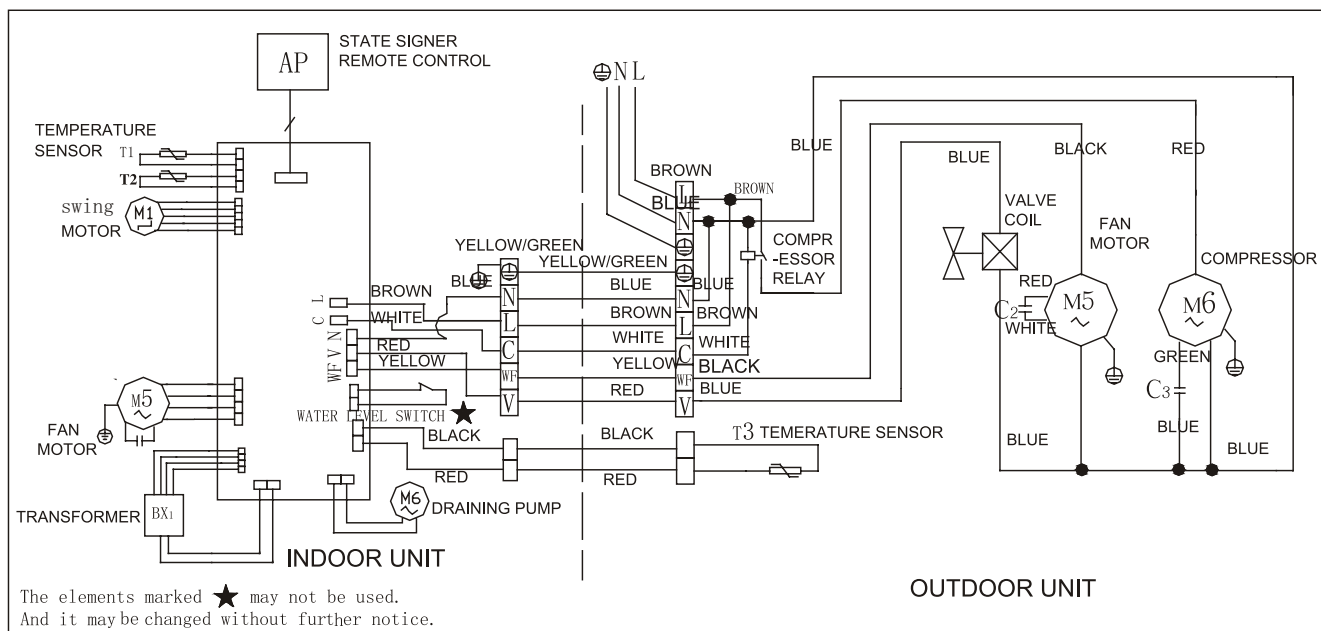 AP
STATE SIGNER
REMOTE CONTROL
TEMPERATURE
SENSOR
T1
T2
swing
MOTOR
M1
L
C
N
V
WF
BROWN
WHITE
RED
YELLOW
YELLOW/GREEN
BLUE
N
L
C
WF
V
WATER LEVEL SWITCH ★
BLACK
RED
M5
FAN
MOTOR
TRANSFORMER
BX1
M6
DRAINING PUMP
INDOOR UNIT
The elements marked ★ may not be used.
And it may be changed without further notice.
N L
BROWN
BLUE
L
N
BROWN
YELLOW/GREEN
BLUE
BROWN
WHITE
YELLOW
RED
BLACK
RED
N
L
C
WF
V
BLUE
BROWN
WHITE
BLACK
BLUE
COMPR
-ESSOR
RELAY
T3 TEMERATURE SENSOR
BLUE
BLUE
BLACK
RED
VALVE
COIL
FAN
MOTOR
COMPRESSOR
RED
C2
WHITE
M5
M6
GREEN
C3
BLUE
BLUE
BLUE
OUTDOOR UNIT